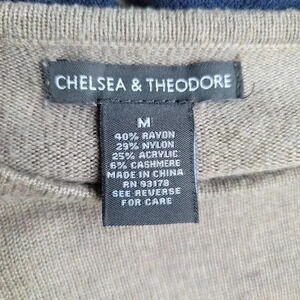 CHELSEA & THEODORE
M
40% RAYON
29% NYLON
25% ACRYLIC
6% CASHMERE
MADE IN CHINA
RN 93178
SEE REVERSE
FOR CARE